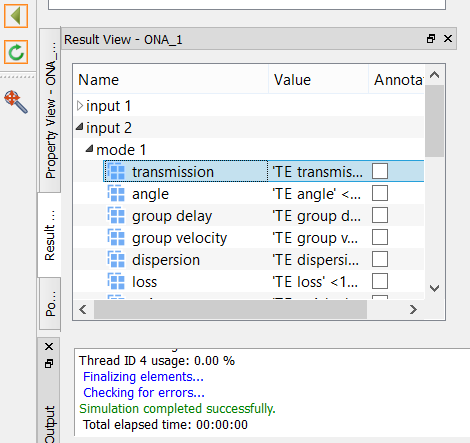 Result View - ONA_1
Name Value Annotat
input 1
input 2
mode 1
transmission 'TE transmis...
angle 'TE angle' <...
group delay 'TE group d...
group velocity 'TE group v...
dispersion 'TE dispersi...
loss 'TE loss' <1...
Property View - ONA_...
Result ...
Po...
Output
Thread ID 4 usage: 0.00 %
Finalizing elements...
Checking for errors...
Simulation completed successfully.
Total elapsed time: 00:00:00